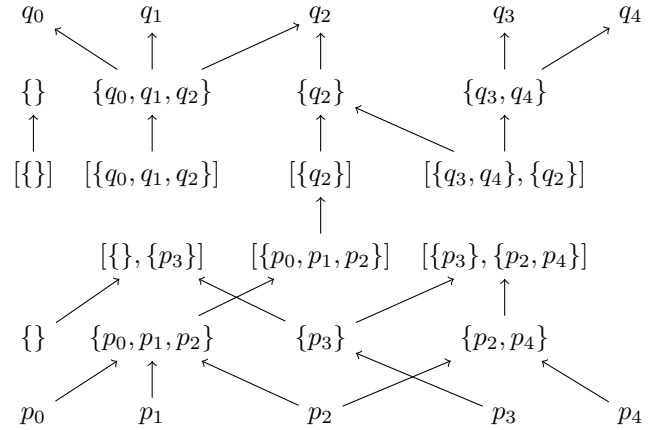 q0 q1 q2 q3 q4
{} {q0, q1, q2} {q2} {q3, q4}
[{}] [{q0, q1, q2}] [{q2}] [{q3, q4}, {q2}]
[{}, {p3}] [{p0, p1, p2}] [{p3}, {p2, p4}]
{} {p0, p1, p2} {p3} {p2, p4}
p0 p1 p2 p3 p4